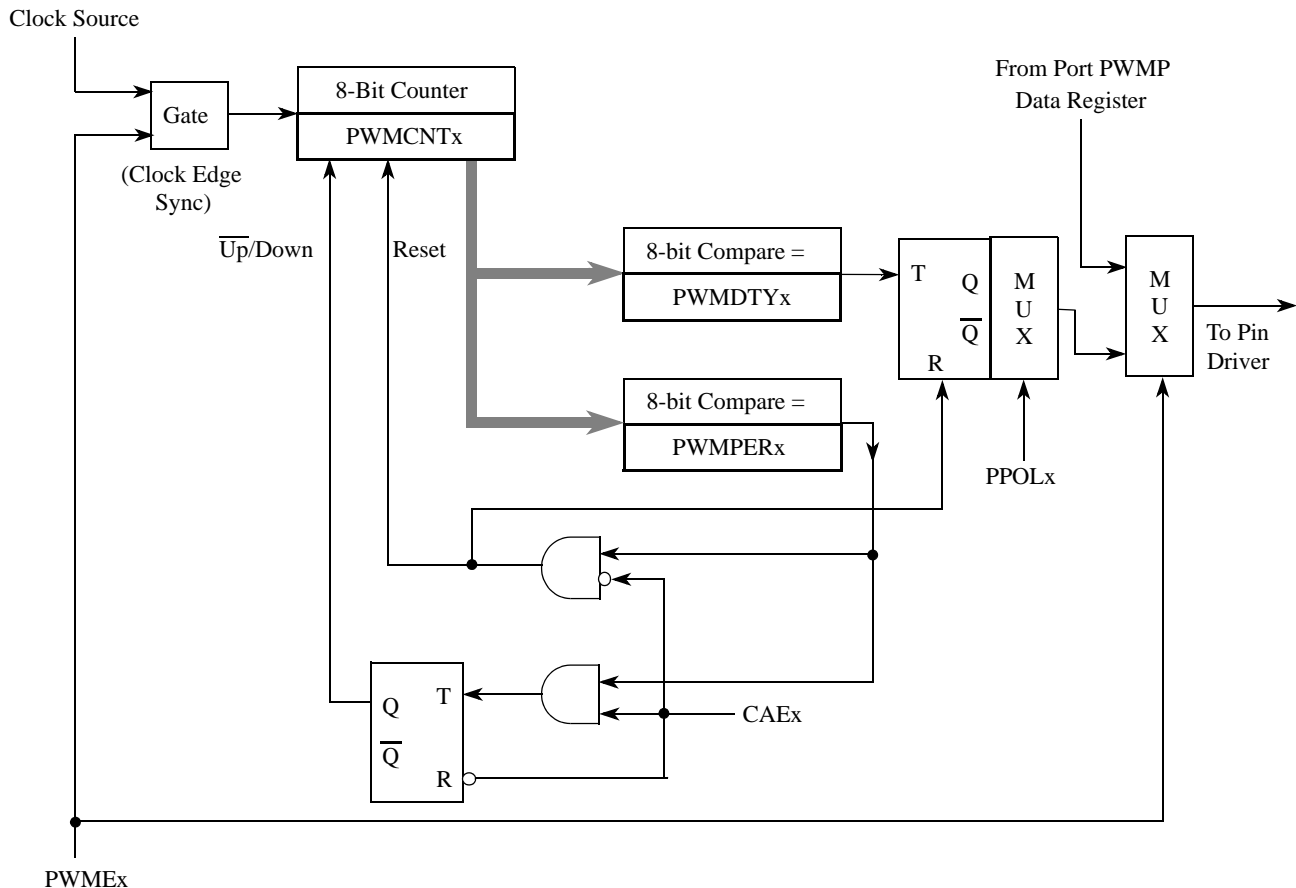 Clock Source
From Port PWMP
Data Register
8-Bit Counter
Gate
PWMCNTx
(Clock Edge
Sync)
U̅p̅/Down
Reset
8-bit Compare =
PWMDTYx
T
Q
Q̅
R
M
U
X
M
U
X
To Pin
Driver
8-bit Compare =
PWMPERx
PPOLx
Q
T
Q̅
R
CAEx
PWMEx